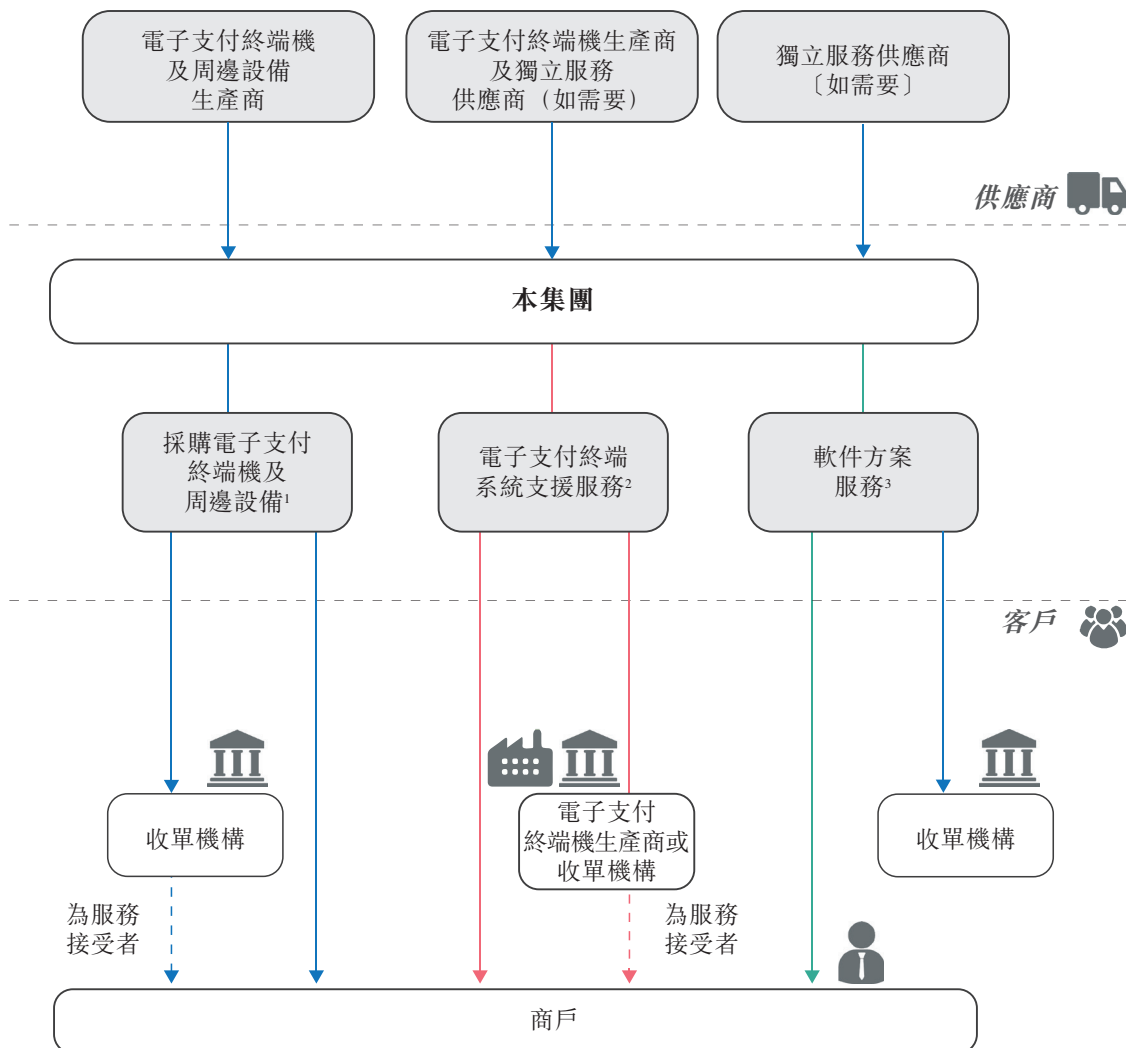 電子支付終端機
及周邊設備
生產商
電子支付終端機生產商
及獨立服務
供應商（如需要）
獨立服務供應商
〔如需要〕
供應商
本集團
採購電子支付
終端機及
周邊設備1
電子支付終端
系統支援服務2
軟件方案
服務3
客戶
收單機構
電子支付
終端機生產商或
收單機構
收單機構
為服務
接受者
為服務
接受者
商戶